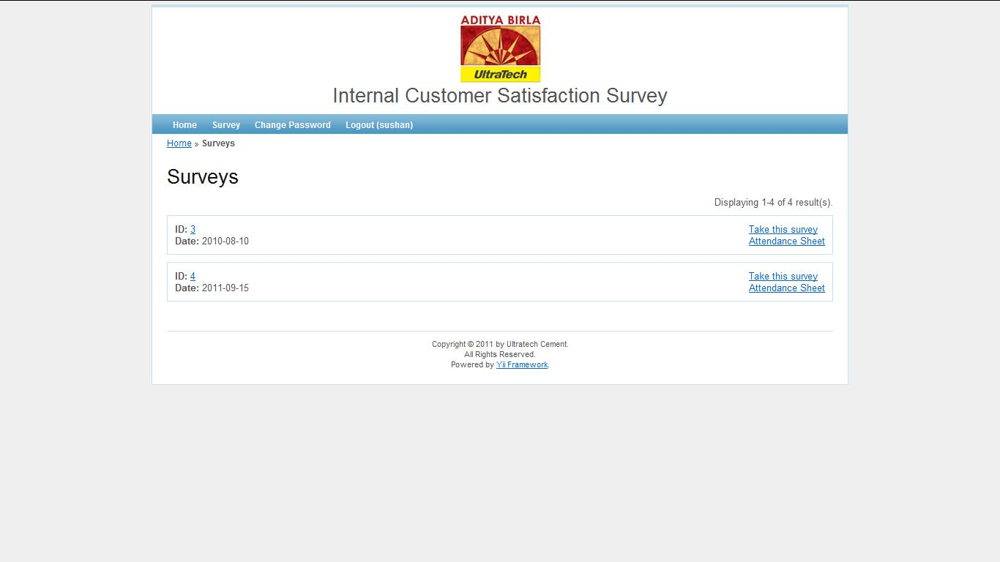 ADITYA BIRLA
UltraTech
Internal Customer Satisfaction Survey
Home Survey Change Password Logout (sushan)
Home » Surveys
Surveys
Displaying 1-4 of 4 result(s).
ID: 3 Take this survey
Date: 2010-08-10 Attendance Sheet
ID: 4 Take this survey
Date: 2011-09-15 Attendance Sheet
Copyright © 2011 by Ultratech Cement.
All Rights Reserved.
Powered by Yii Framework.